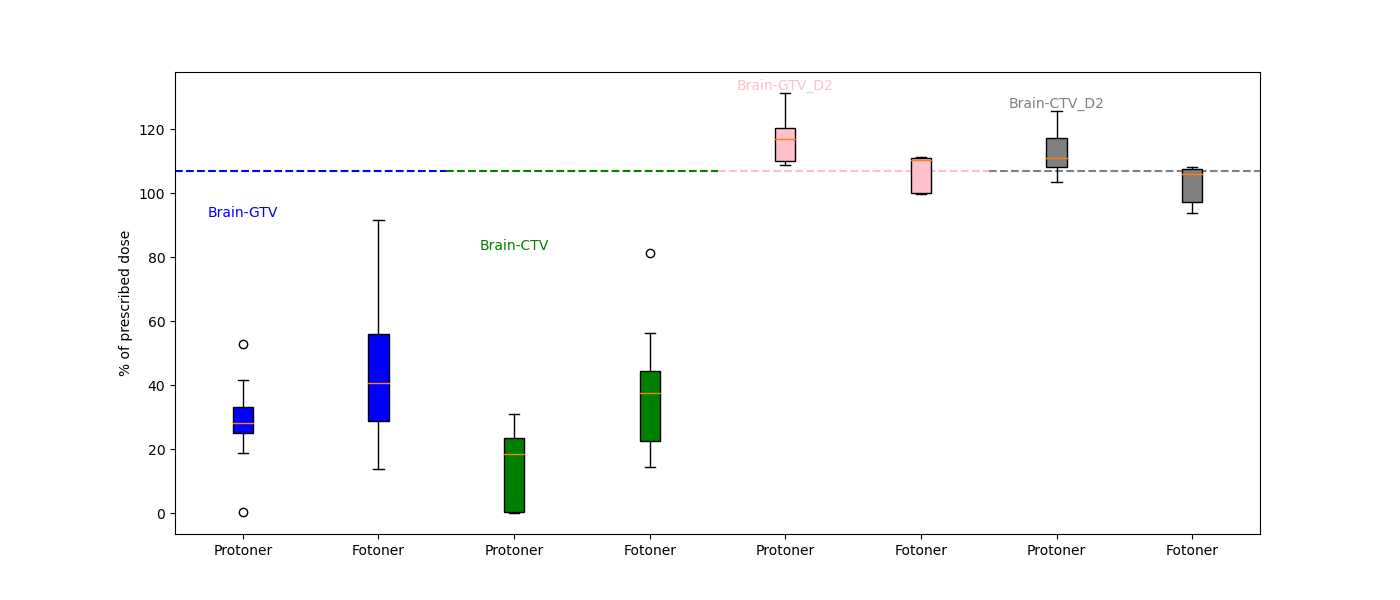 Brain-GTV_D2
Brain-CTV_D2
120
100
Brain-GTV
Brain-CTV
80
60
40
20
0
% of prescribed dose
Protoner Fotoner Protoner Fotoner Protoner Fotoner Protoner Fotoner